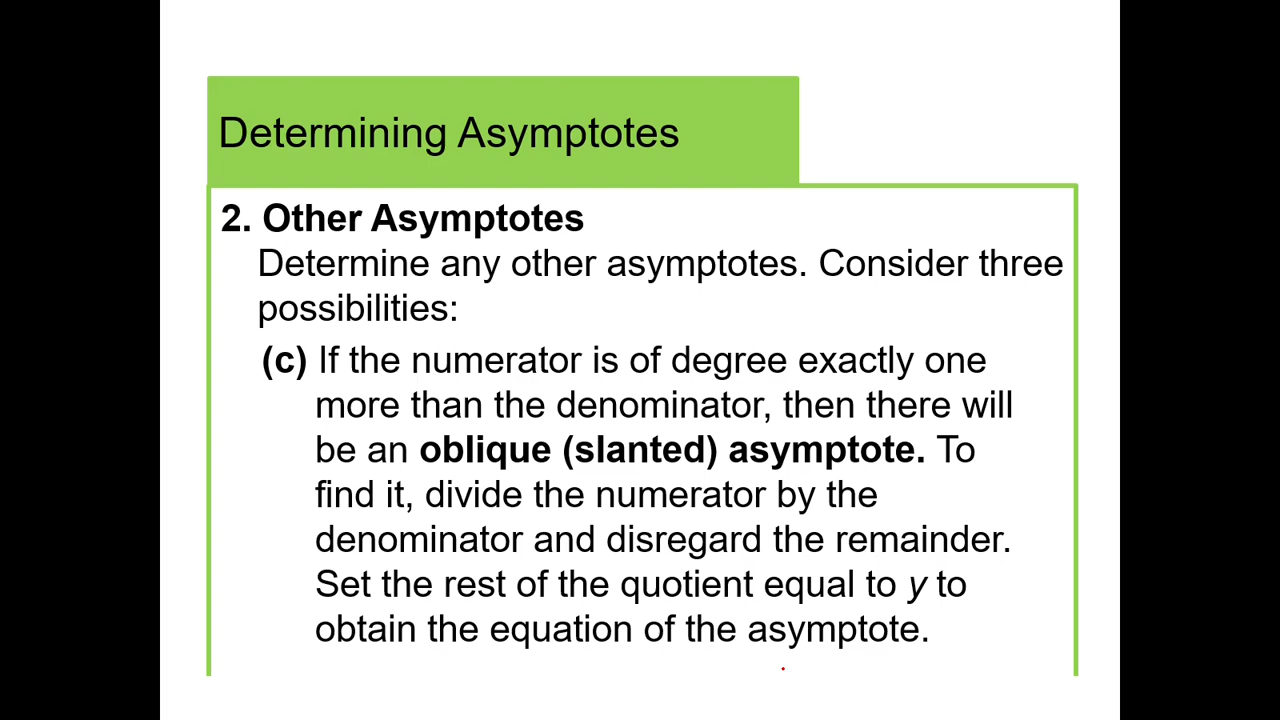 Determining Asymptotes
2. Other Asymptotes
Determine any other asymptotes. Consider three
possibilities:
(c) If the numerator is of degree exactly one
more than the denominator, then there will
be an oblique (slanted) asymptote. To
find it, divide the numerator by the
denominator and disregard the remainder.
Set the rest of the quotient equal to y to
obtain the equation of the asymptote.